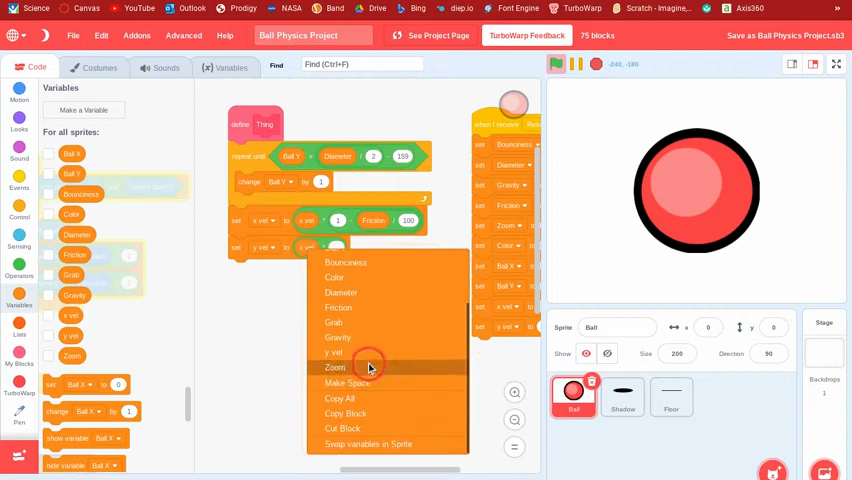 Science Canvas YouTube Outlook Prodigy NASA Band Drive Bing diep.io Font Engine TurboWarp Scratch - Imagine,... Axis360 »
File Edit Addons Advanced Help Ball Physics Project See Project Page TurboWarp Feedback 75 blocks Save as Ball Physics Project.sb3
Code Costumes Sounds (x) Variables Find Find (Ctrl+F) -240, -180
Motion
Looks
Sound
Events
Control
Sensing
Operators
Variables
Lists
My Blocks
TurboWarp
Pen
Variables
Make a Variable
For all sprites:
Ball X
Ball Y
Bounciness
Color
Diameter
Friction
Grab
Gravity
x vel
y vel
Zoom
set Ball X to 0
change Ball X by 1
show variable Ball X
hide variable Ball X
define Thing
repeat until Ball Y > Diameter / 2 - 159
change Ball Y by 1
set x vel to x vel * 1 - Friction / 100
set y vel to
Bounciness
Color
Diameter
Friction
Grab
Gravity
y vel
Zoom
Make Space
Copy All
Copy Block
Cut Block
Swap variables in Sprite
when I receive
set Bounciness
set Diameter
set Gravity
set Friction
set Zoom
set Color
set Ball X
set Ball Y
set x vel
set y vel
Sprite Ball x 0 y 0
Show Size 200 Direction 90
Ball Shadow Floor
Stage
Backdrops
1